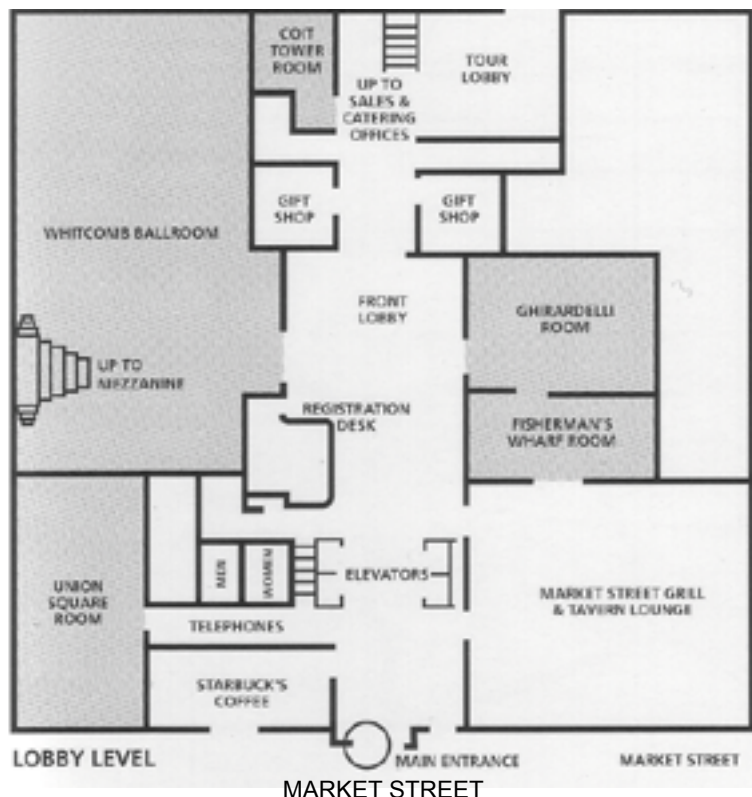 COIT
TOWER
ROOM
TOUR
LOBBY
UP TO
SALES &
CATERING
OFFICES
GIFT
SHOP
GIFT
SHOP
WHITCOMB BALLROOM
FRONT
LOBBY
GHIRARDELLI
ROOM
UP TO
MEZZANINE
REGISTRATION
DESK
FISHERMAN'S
WHARF ROOM
MEN
WOMEN
ELEVATORS
UNION
SQUARE
ROOM
MARKET STREET GRILL
& TAVERN LOUNGE
TELEPHONES
STARBUCK'S
COFFEE
LOBBY LEVEL
MAIN ENTRANCE
MARKET STREET
MARKET STREET